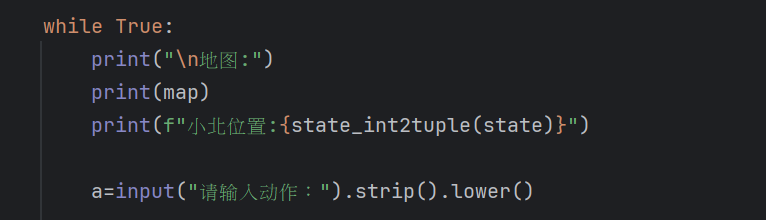 while True:
    print("\n地图:")
    print(map)
    print(f"小北位置:{state_int2tuple(state)}")
    a=input("请输入动作：").strip().lower()